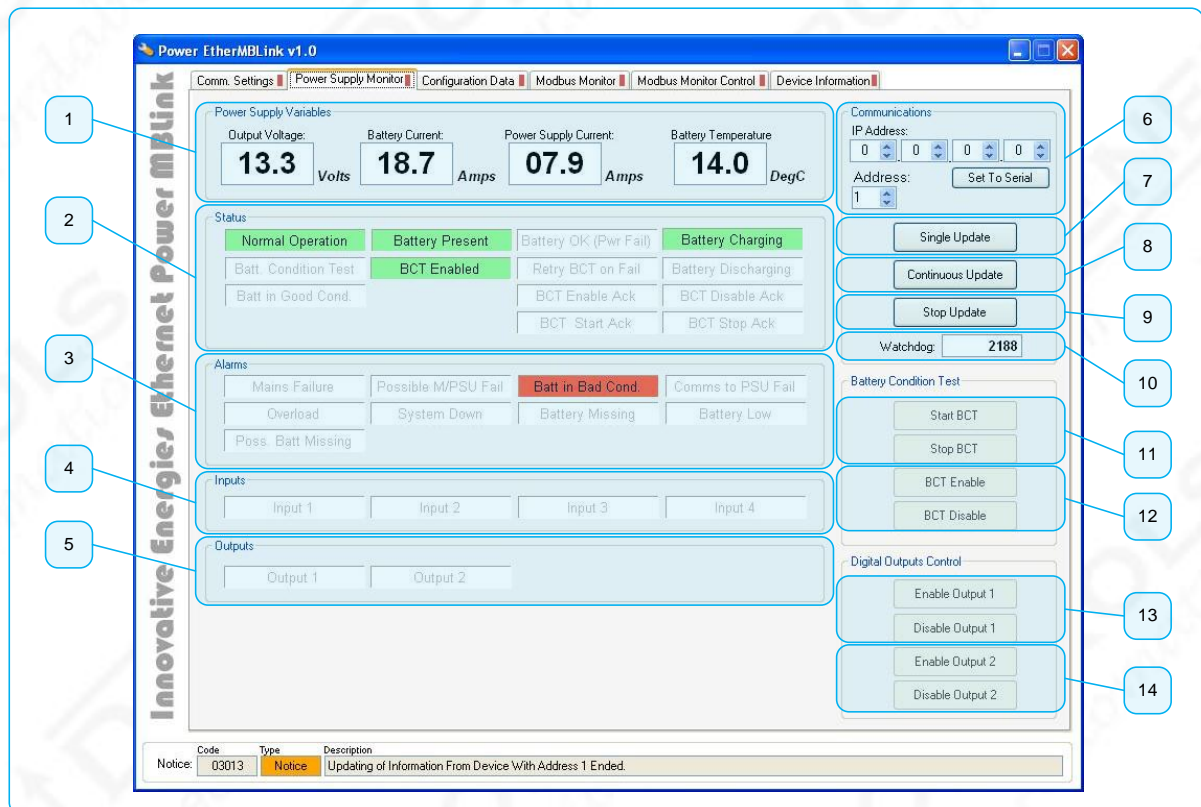 Power EtherMBLink v1.0
Innovative Energies Ethernet Power MBLink
Comm. Settings Power Supply Monitor Configuration Data Modbus Monitor Modbus Monitor Control Device Information
1
Power Supply Variables
Output Voltage: Battery Current: Power Supply Current: Battery Temperature
13.3 Volts 18.7 Amps 07.9 Amps 14.0 DegC
2
Status
Normal Operation Battery Present Battery OK (Pwr Fail) Battery Charging
Batt. Condition Test BCT Enabled Retry BCT on Fail Battery Discharging
Batt in Good Cond. BCT Enable Ack BCT Disable Ack
BCT Start Ack BCT Stop Ack
3
Alarms
Mains Failure Possible M/PSU Fail Batt in Bad Cond. Comms to PSU Fail
Overload System Down Battery Missing Battery Low
Poss. Batt Missing
4
Inputs
Input 1 Input 2 Input 3 Input 4
5
Outputs
Output 1 Output 2
Communications
IP Address:
0 . 0 . 0 . 0
Address: Set To Serial
1
6
Single Update
7
Continuous Update
8
Stop Update
9
Watchdog: 2188
10
Battery Condition Test
Start BCT
Stop BCT
11
BCT Enable
BCT Disable
12
Digital Outputs Control
Enable Output 1
Disable Output 1
13
Enable Output 2
Disable Output 2
14
Code Type Description
Notice: 03013 Notice Updating of Information From Device With Address 1 Ended.